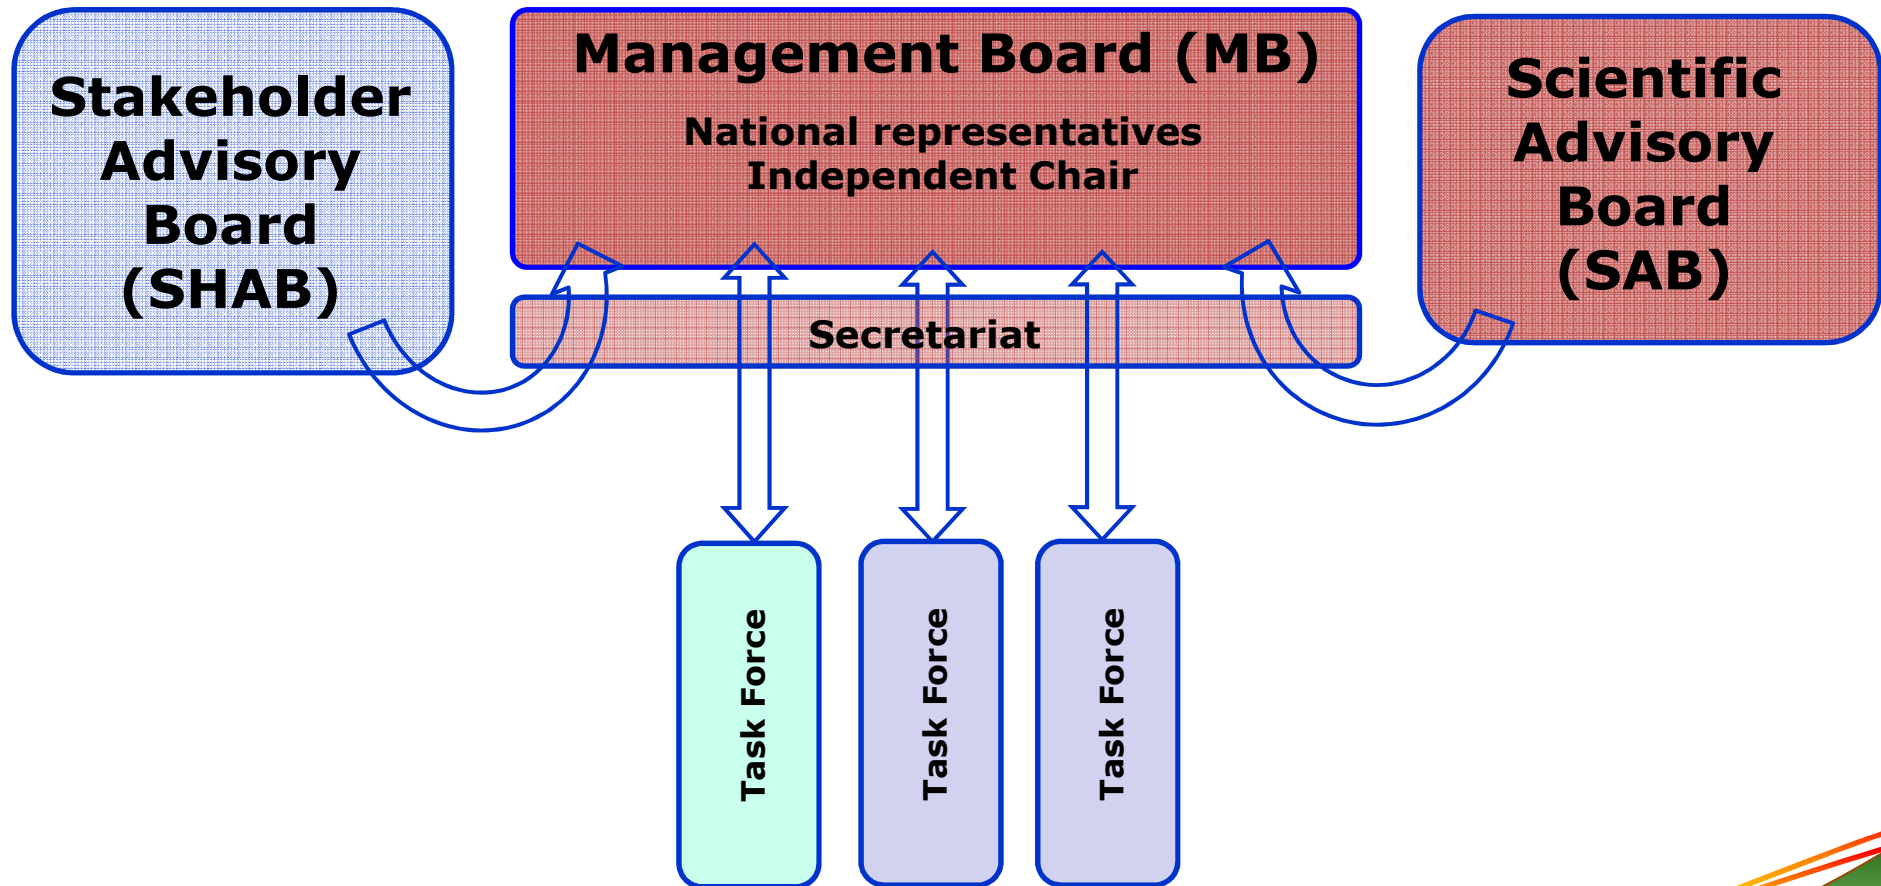 Stakeholder
Advisory
Board
(SHAB)
Management Board (MB)
National representatives
Independent Chair
Scientific
Advisory
Board
(SAB)
Secretariat
Task Force
Task Force
Task Force